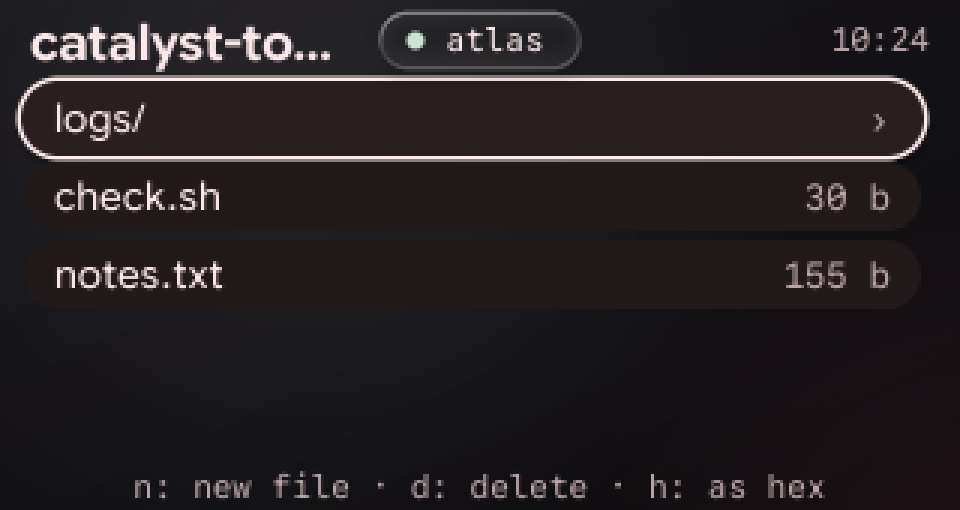 catalyst-to... atlas 10:24
logs/ ›
check.sh 30 b
notes.txt 155 b
n: new file · d: delete · h: as hex